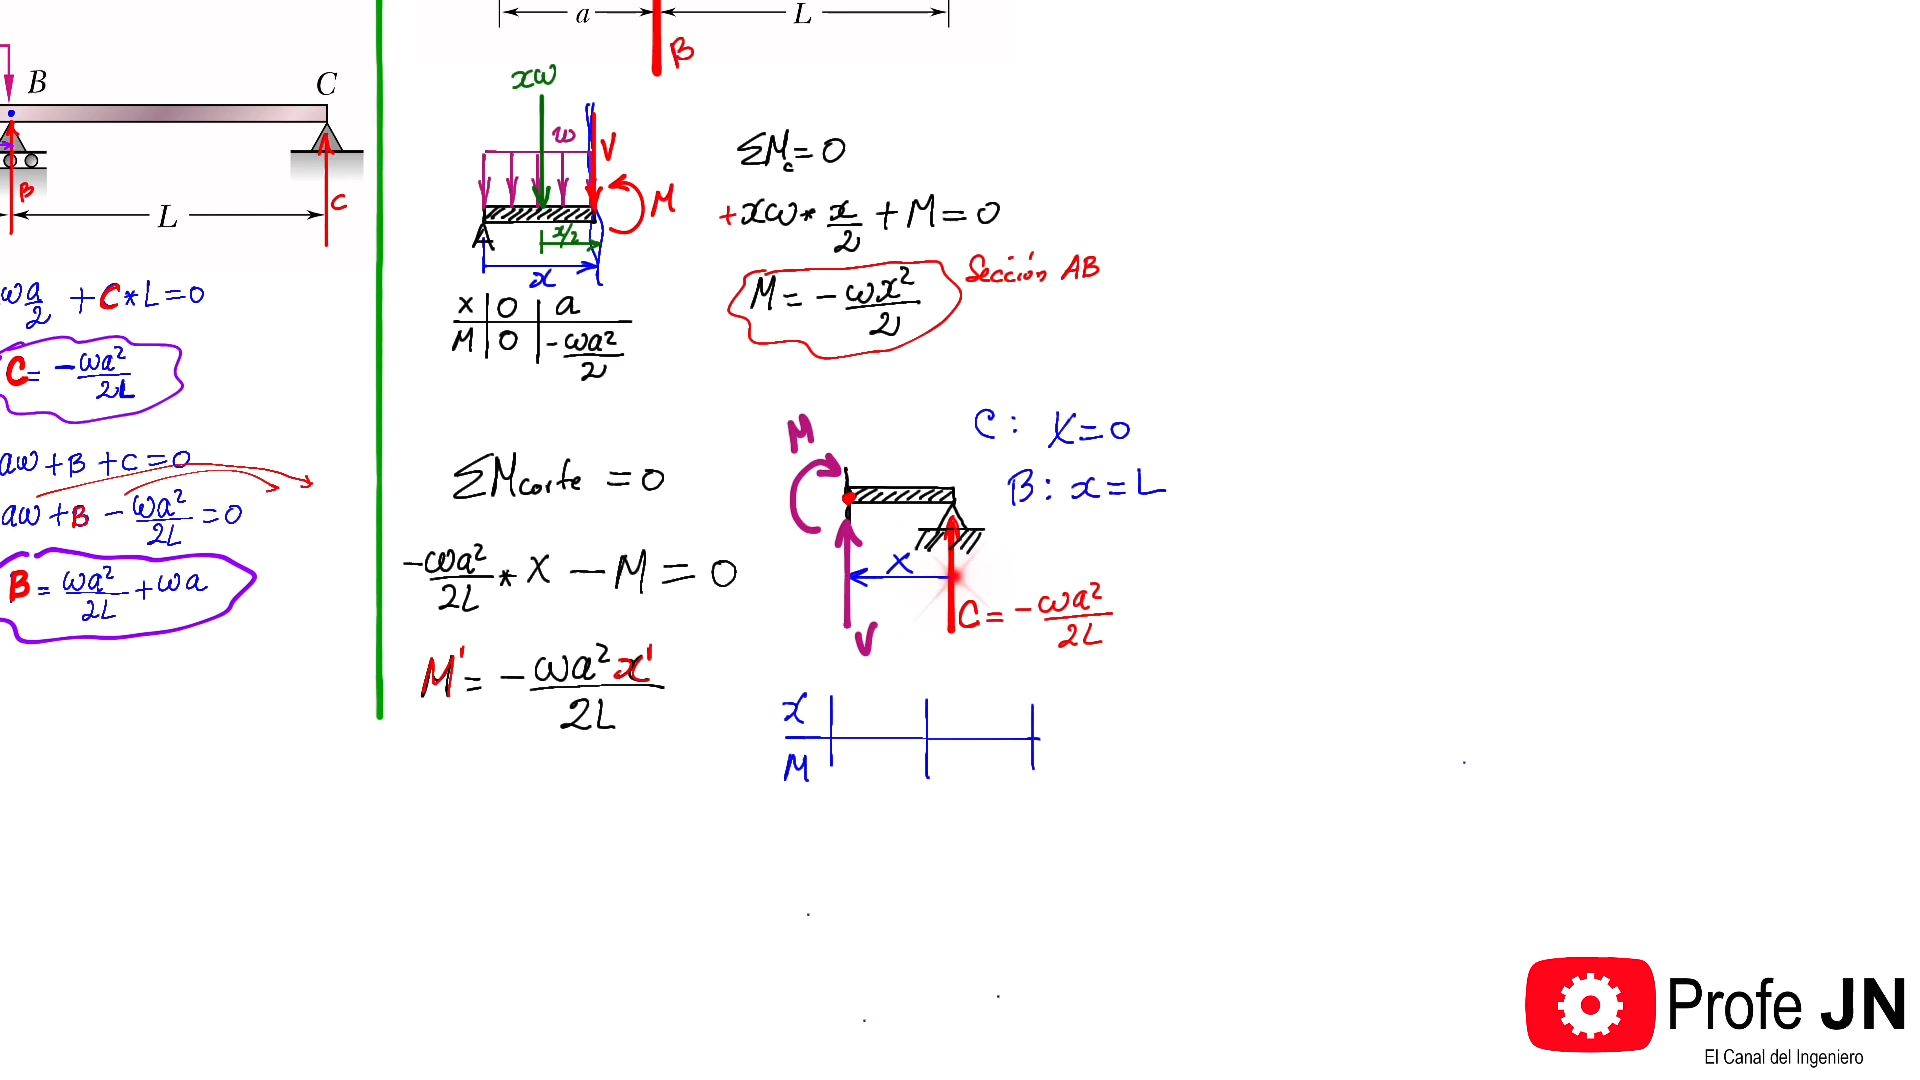 B C
B
L
C
wa/2 + C*L = 0
C = -wa²/2L
aw + B + C = 0
aw + B - wa²/2L = 0
B = wa²/2L + wa
a L
B
xw
w
V
M
A
x/2
x
x 0 a
M 0 -wa²/2
ΣMc = 0
+xw * x/2 + M = 0
M = -wx²/2
Sección AB
ΣMcorte = 0
-wa²/2L * x - M = 0
M' = -wa²x'/2L
M
C: x = 0
B: x = L
x
V
C = -wa²/2L
x
M
Profe JN
El Canal del Ingeniero